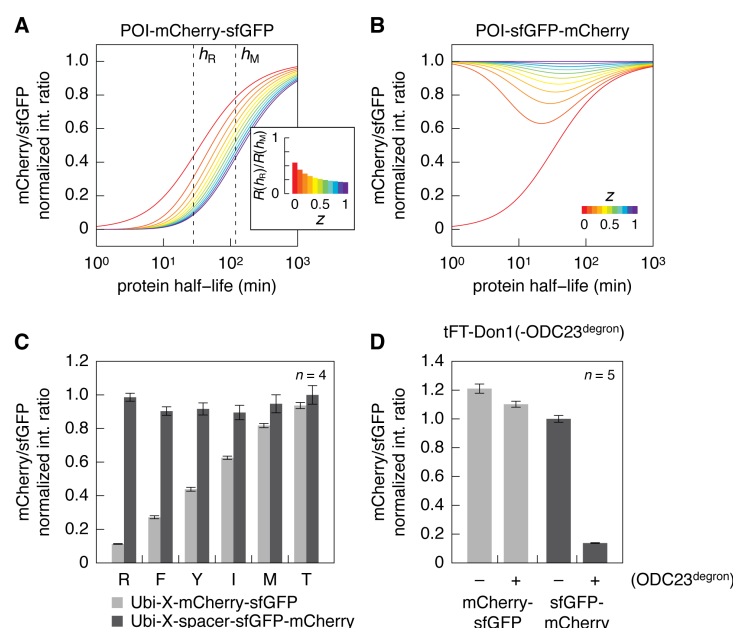 A
POI-mCherry-sfGFP
mCherry/sfGFP
normalized int. ratio
1.0
0.8
0.6
0.4
0.2
0
hR
hM
10⁰
10¹
10²
10³
protein half–life (min)
R(hR)/R(hM)
1
0
0
0.5
1
z
B
POI-sfGFP-mCherry
mCherry/sfGFP
normalized int. ratio
1.0
0.8
0.6
0.4
0.2
0
z
0
0.5
1
10⁰
10¹
10²
10³
protein half–life (min)
C
mCherry/sfGFP
normalized int. ratio
1.2
1.0
0.8
0.6
0.4
0.2
0
n = 4
R F Y I M T
Ubi-X-mCherry-sfGFP
Ubi-X-spacer-sfGFP-mCherry
D
tFT-Don1(-ODC23degron)
mCherry/sfGFP
normalized int. ratio
1.4
1.2
1.0
0.8
0.6
0.4
0.2
0
n = 5
– + – + (ODC23degron)
mCherry-
sfGFP
sfGFP-
mCherry